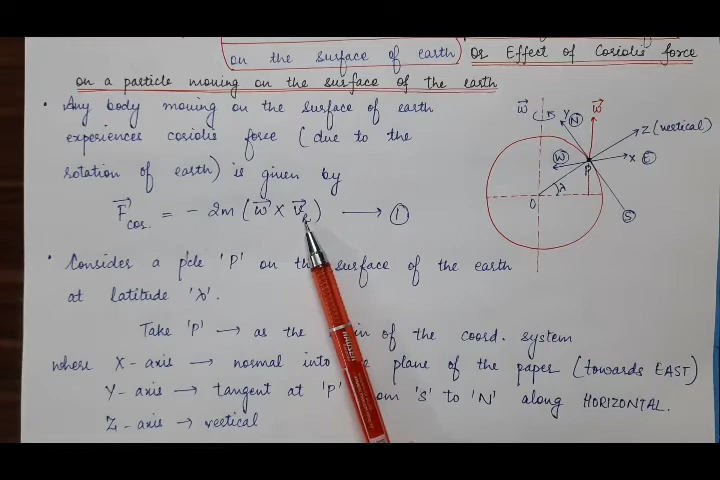 on the surface of earth) Or Effect of Coriolis force
on a particle moving on the surface of the earth
• Any body moving on the surface of earth
experiences coriolis force (due to the
rotation of earth) is given by
F⃗cos. = - 2m (w⃗ × v⃗r) ⟶ ①
• Consider a p'cle 'P' on the surface of the earth
at latitude 'λ'.
Take 'P' → as the of the coord. system
where X-axis → normal into plane of the paper (towards EAST)
Y-axis → tangent at 'P' 'S' to 'N' along HORIZONTAL.
Z-axis → vertical
w⃗
Y
N
w⃗
Z (vertical)
W
P
X
E
O
λ
S